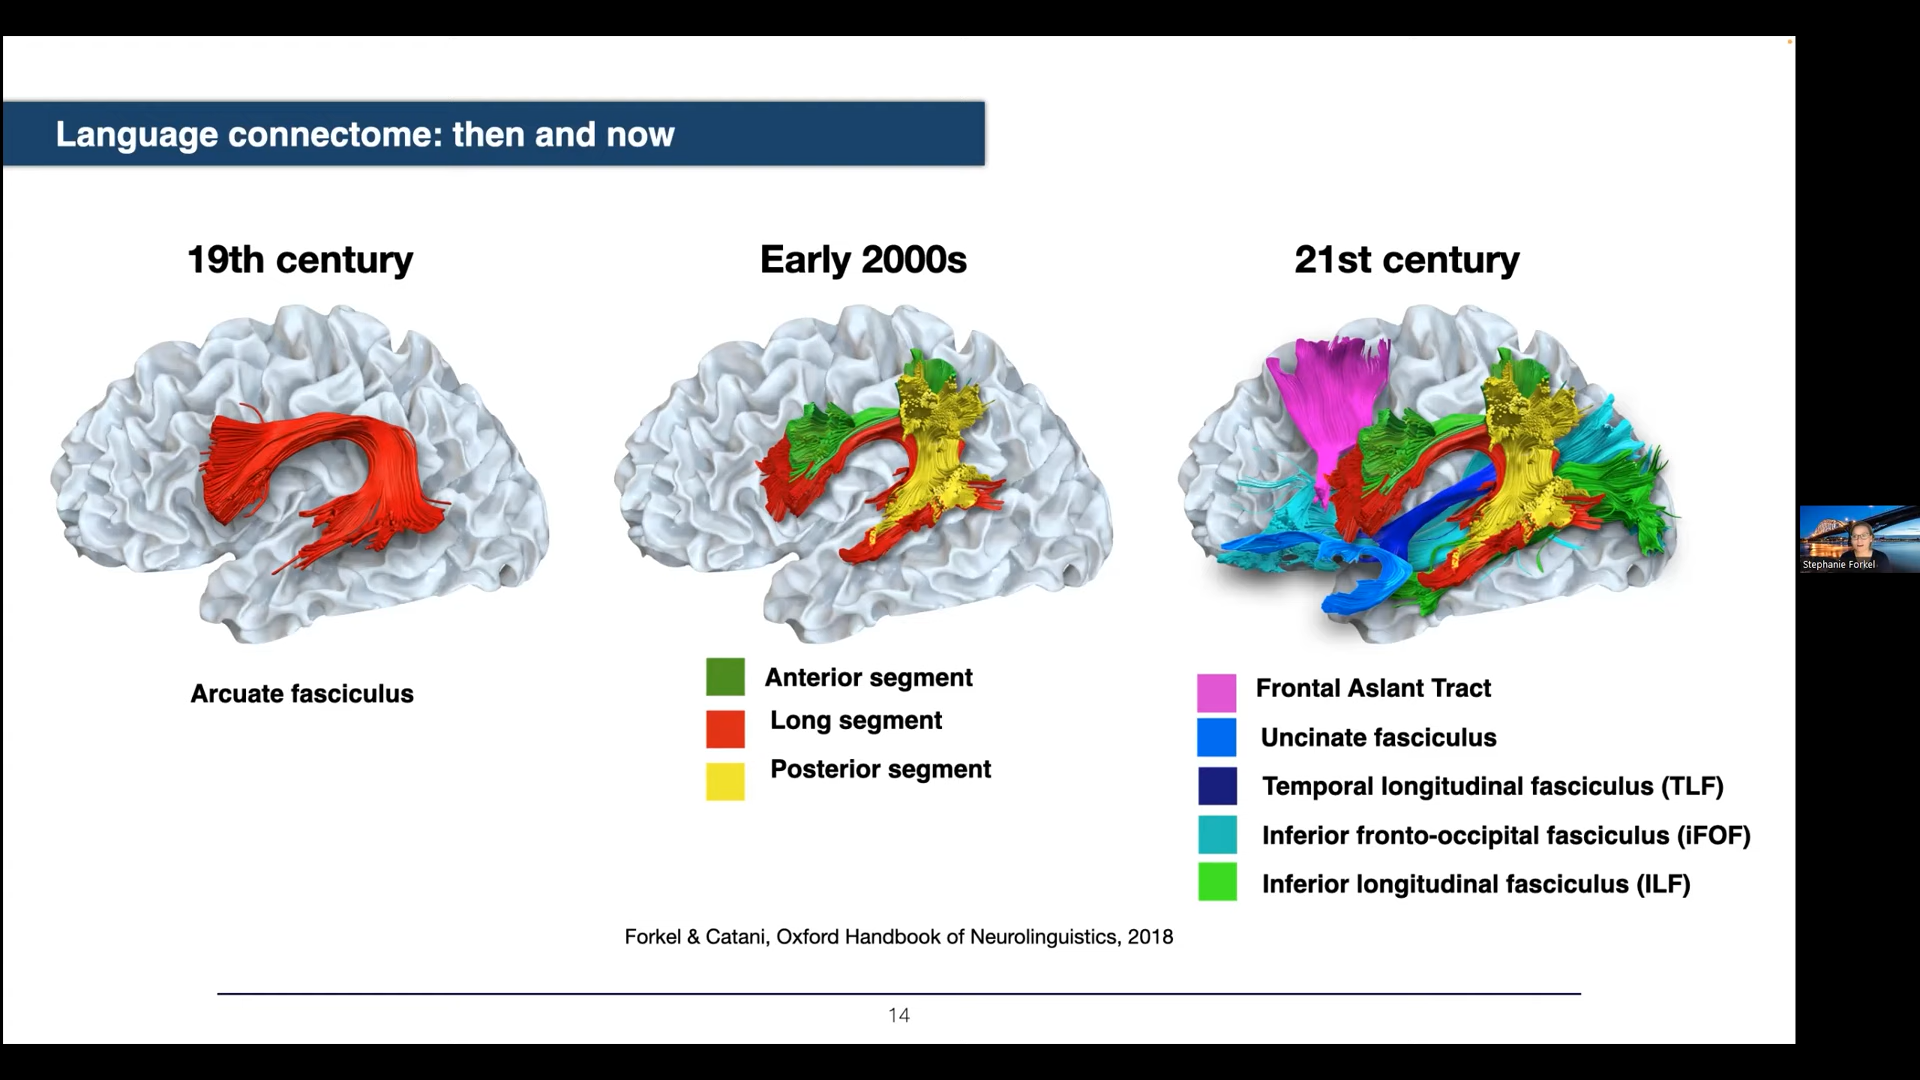 Language connectome: then and now
19th century
Early 2000s
21st century
Arcuate fasciculus
Anterior segment
Long segment
Posterior segment
Frontal Aslant Tract
Uncinate fasciculus
Temporal longitudinal fasciculus (TLF)
Inferior fronto-occipital fasciculus (iFOF)
Inferior longitudinal fasciculus (ILF)
Forkel & Catani, Oxford Handbook of Neurolinguistics, 2018
14
Stephanie Forkel